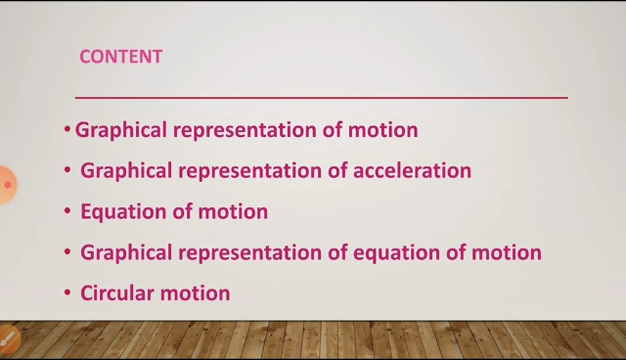 CONTENT
• Graphical representation of motion
• Graphical representation of acceleration
• Equation of motion
• Graphical representation of equation of motion
• Circular motion